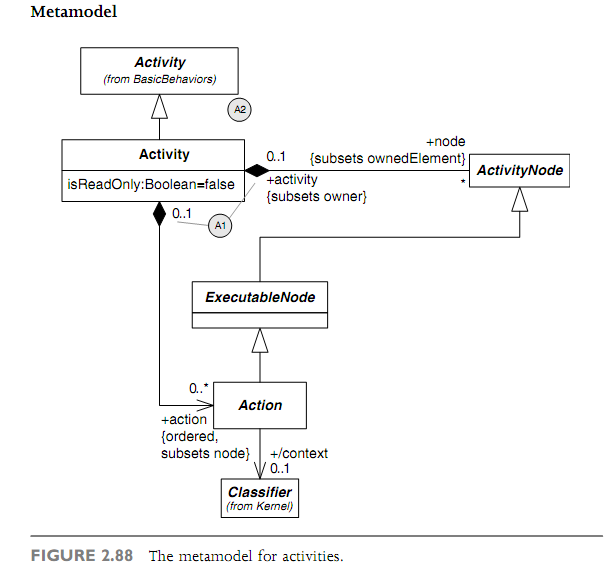 Metamodel
Activity
(from BasicBehaviors)
A2
Activity
isReadOnly:Boolean=false
0..1
+node
{subsets ownedElement}
+activity
{subsets owner}
*
ActivityNode
0..1
A1
ExecutableNode
0..*
+action
{ordered,
subsets node}
Action
+/context
0..1
Classifier
(from Kernel)
FIGURE 2.88 The metamodel for activities.